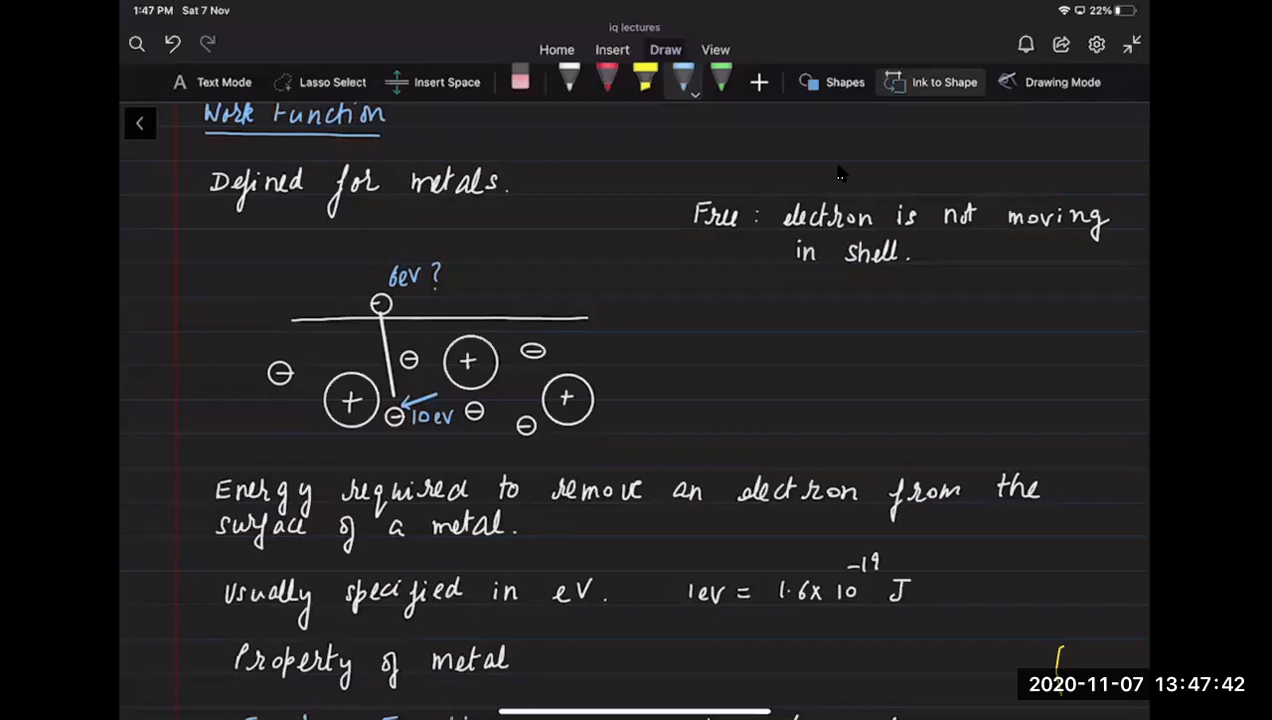 1:47 PM Sat 7 Nov
22%
iq lectures
Home Insert Draw View
Text Mode Lasso Select Insert Space Shapes Ink to Shape Drawing Mode
Work Function
Defined for metals.
Free : electron is not moving
in shell.
6ev ?
10ev
Energy required to remove an electron from the
surface of a metal.
Usually specified in eV. 1ev = 1.6x 10^-19 J
Property of metal
2020-11-07 13:47:42